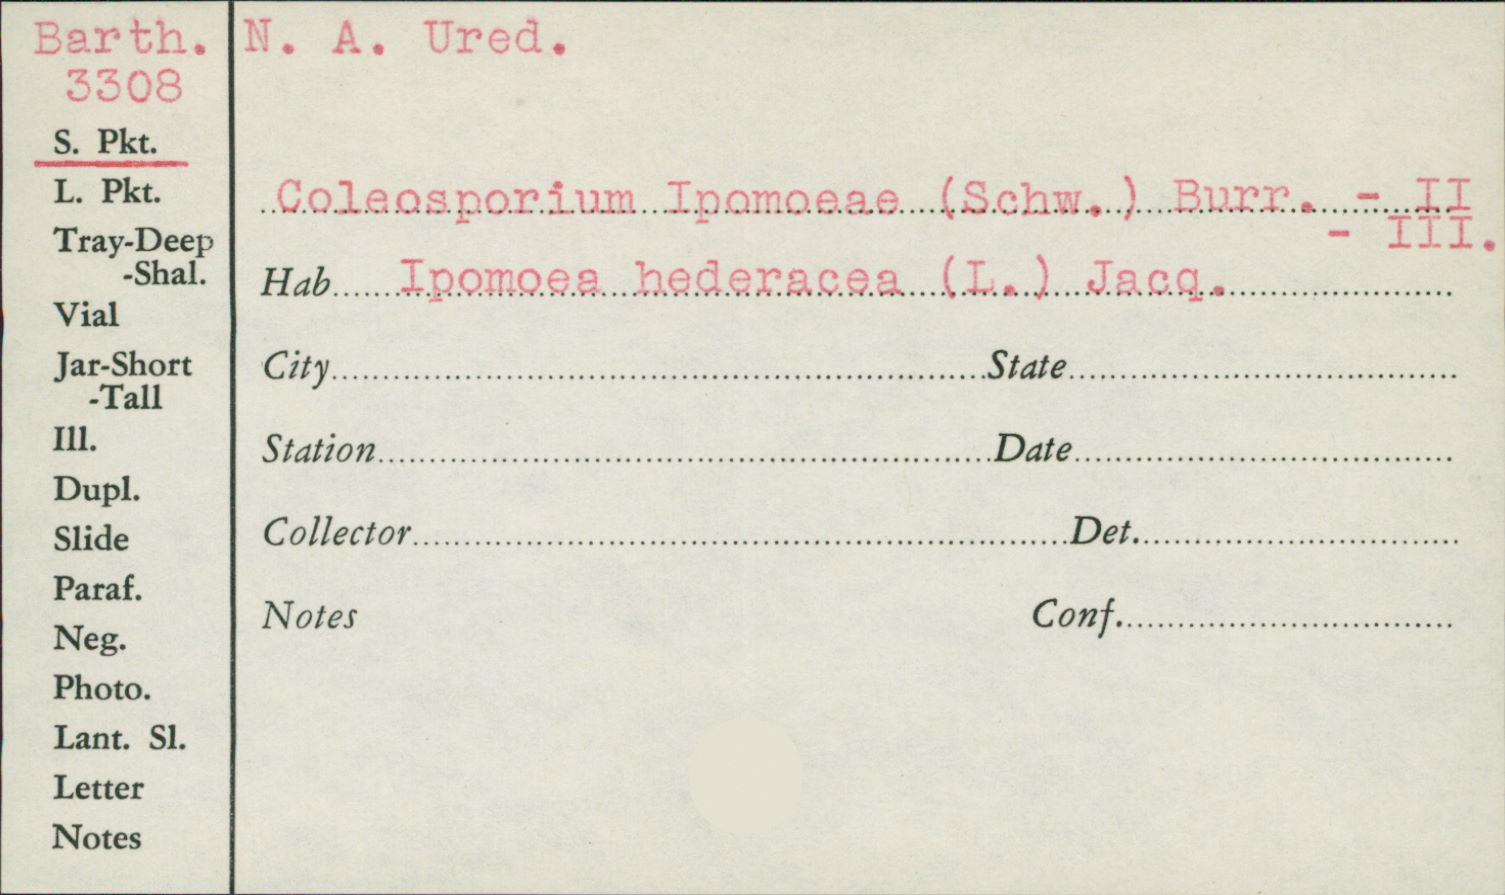 Barth. N. A. Ured.
3308
S. Pkt.
L. Pkt.
Tray-Deep
-Shal.
Vial
Jar-Short
-Tall
Ill.
Dupl.
Slide
Paraf.
Neg.
Photo.
Lant. Sl.
Letter
Notes
Coleosporium Ipomoeae (Schw.) Burr. - II
- III.
Hab Ipomoea hederacea (L.) Jacq.
City State
Station Date
Collector Det.
Notes Conf.